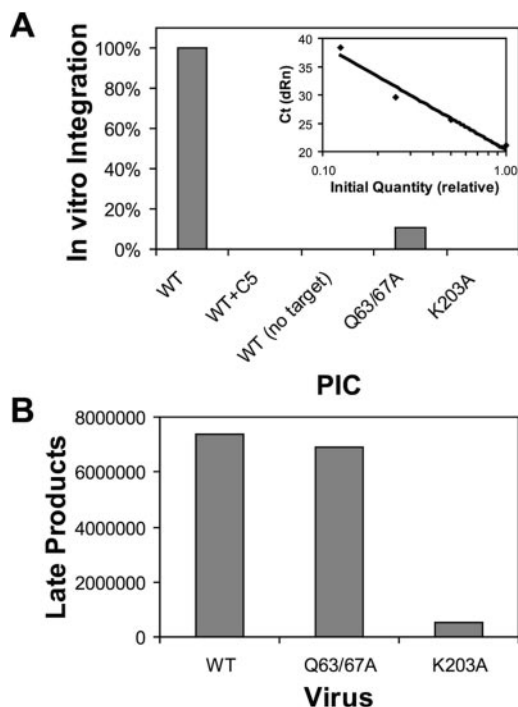 A
In vitro Integration
100%
80%
60%
40%
20%
0%
Ct (dRn)
40
35
30
25
20
0.10
1.00
Initial Quantity (relative)
WT
WT+C5
WT (no target)
Q63/67A
K203A
PIC
B
Late Products
8000000
6000000
4000000
2000000
0
WT
Q63/67A
K203A
Virus